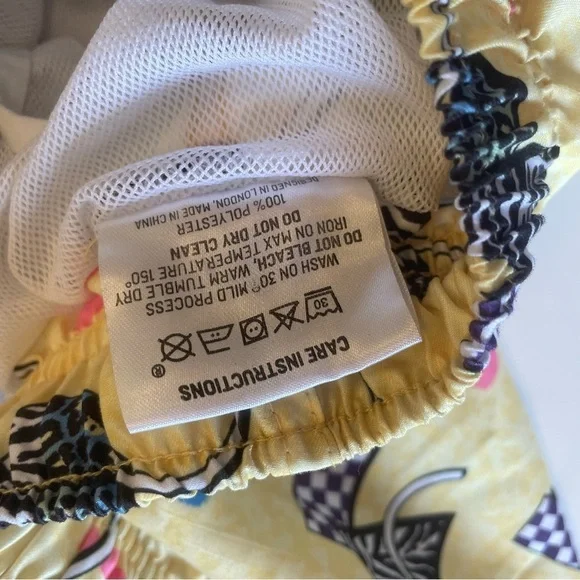 CARE INSTRUCTIONS
®
30
WASH ON 30° MILD PROCESS
DO NOT BLEACH, WARM TUMBLE DRY
IRON ON MAX TEMPERATURE 150°
DO NOT DRY CLEAN
100% POLYESTER
DESIGNED IN LONDON, MADE IN CHINA